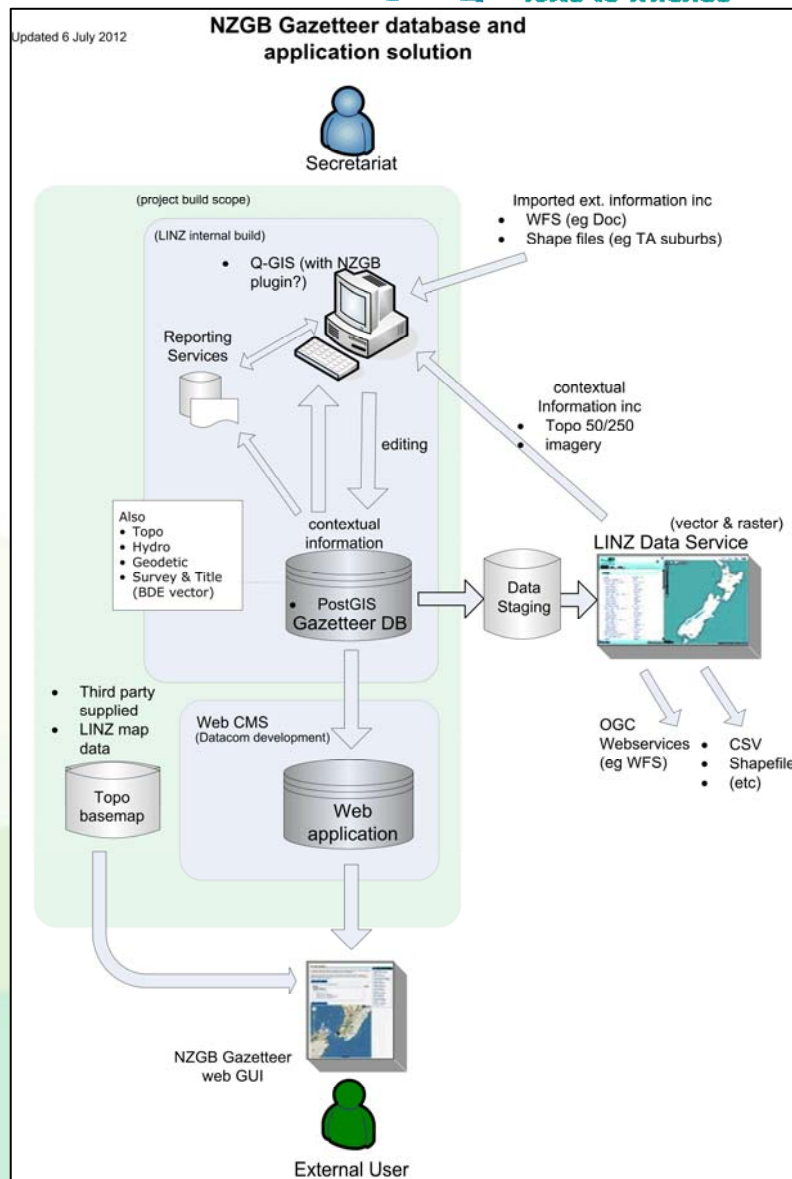 Updated 6 July 2012
NZGB Gazetteer database and
application solution
Secretariat
(project build scope)
(LINZ internal build)
• Q-GIS (with NZGB
plugin?)
Imported ext. information inc
• WFS (eg Doc)
• Shape files (eg TA suburbs)
Reporting
Services
contextual
Information inc
• Topo 50/250
• imagery
editing
Also
• Topo
• Hydro
• Geodetic
• Survey & Title
(BDE vector)
contextual
information
• PostGIS
Gazetteer DB
Data
Staging
(vector & raster)
LINZ Data Service
• Third party
supplied
• LINZ map
data
Topo
basemap
Web CMS
(Datacom development)
Web
application
OGC
Webservices
(eg WFS)
• CSV
• Shapefile
• (etc)
NZGB Gazetteer
web GUI
External User